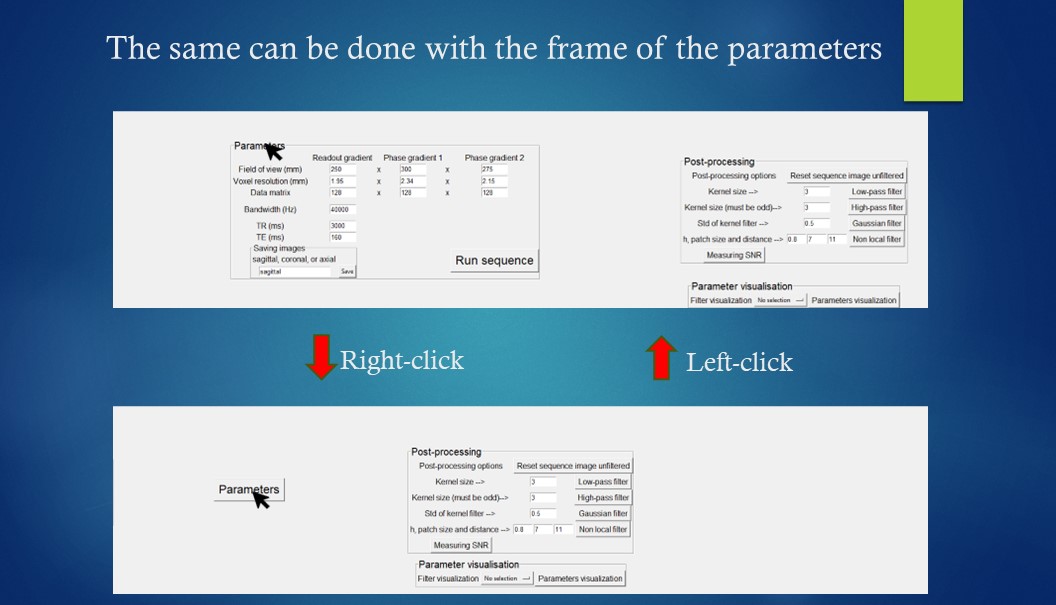 The same can be done with the frame of the parameters
Parameters
Readout gradient Phase gradient 1 Phase gradient 2
Field of view (mm) 250 x 300 x 275
Voxel resolution (mm) 1.95 x 2.34 x 2.15
Data matrix 128 x 128 x 128
Bandwidth (Hz) 40000
TR (ms) 3000
TE (ms) 160
Saving images
sagittal, coronal, or axial
sagittal Save
Run sequence
Post-processing
Post-processing options Reset sequence image unfiltered
Kernel size --> 3 Low-pass filter
Kernel size (must be odd)--> 3 High-pass filter
Std of kernel filter --> 0.5 Gaussian filter
h, patch size and distance --> 0.8 7 11 Non local filter
Measuring SNR
Parameter visualisation
Filter visualization No selection Parameters visualization
Right-click
Left-click
Parameters
Post-processing
Post-processing options Reset sequence image unfiltered
Kernel size --> 3 Low-pass filter
Kernel size (must be odd)--> 3 High-pass filter
Std of kernel filter --> 0.5 Gaussian filter
h, patch size and distance --> 0.8 7 11 Non local filter
Measuring SNR
Parameter visualisation
Filter visualization No selection Parameters visualization